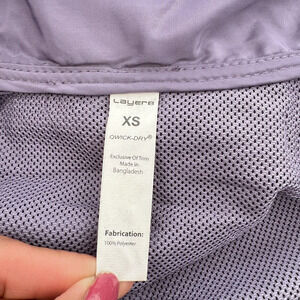 Layer8
XS
QWICK-DRY®
Exclusive Of Trim
Made in
Bangladesh
Fabrication:
100% Polyester